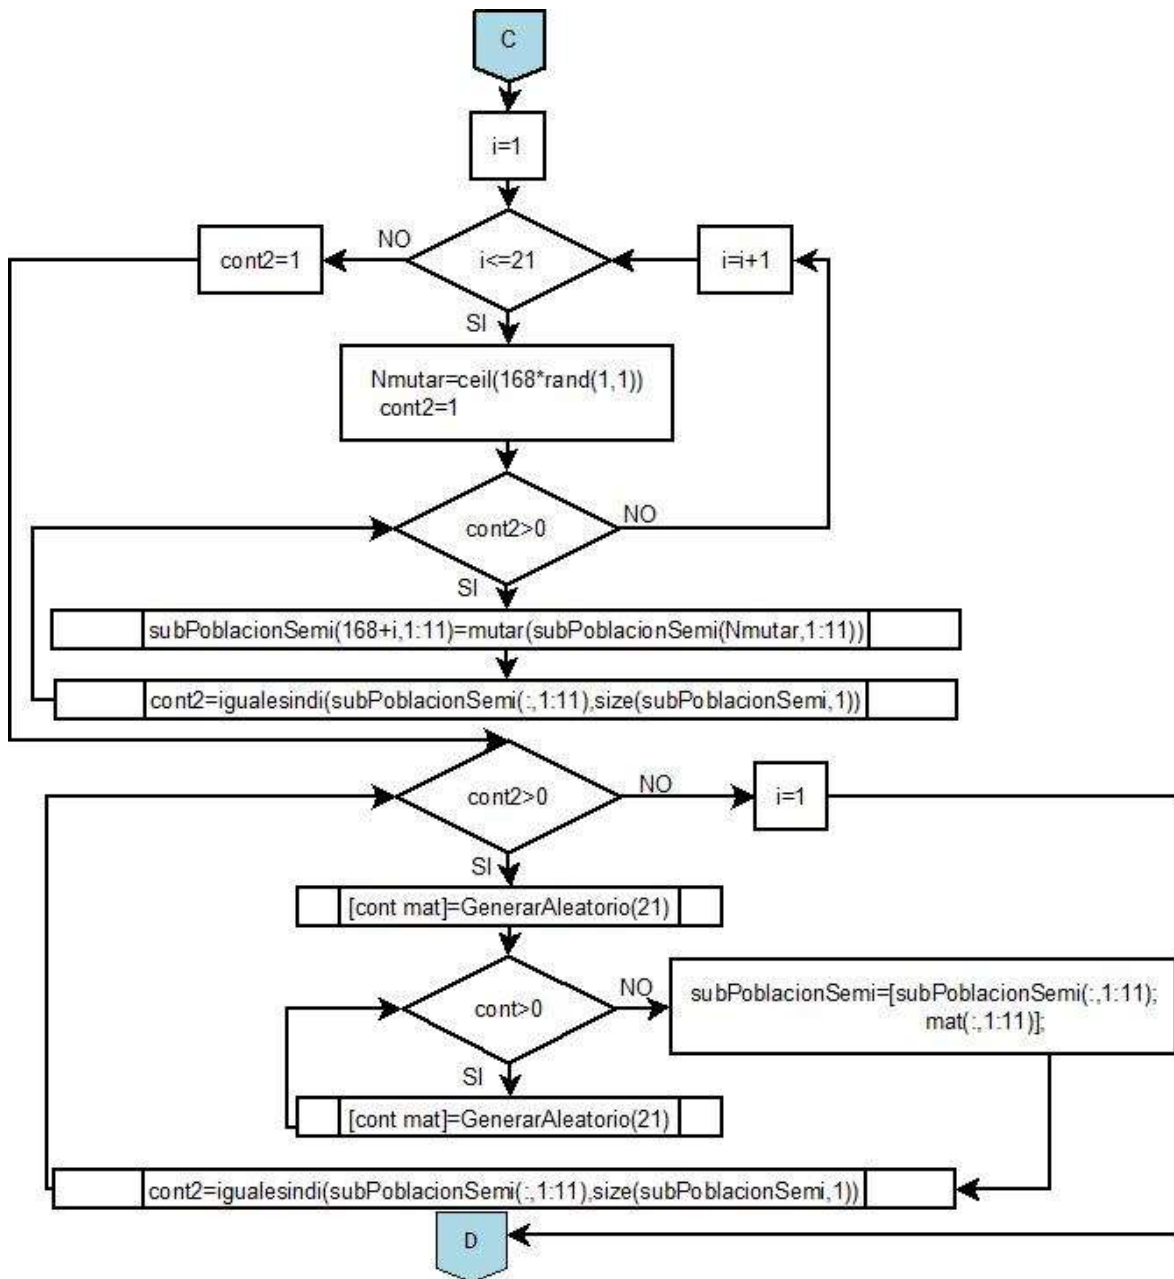 C
i=1
NO
cont2=1
i<=21
i=i+1
SI
Nmutar=ceil(168*rand(1,1))
cont2=1
cont2>0
NO
SI
subPoblacionSemi(168+i,1:11)=mutar(subPoblacionSemi(Nmutar,1:11))
cont2=igualesindi(subPoblacionSemi(:,1:11),size(subPoblacionSemi,1))
cont2>0
NO
i=1
SI
[cont mat]=GenerarAleatorio(21)
cont>0
NO
subPoblacionSemi=[subPoblacionSemi(:,1:11);
mat(:,1:11)];
SI
[cont mat]=GenerarAleatorio(21)
cont2=igualesindi(subPoblacionSemi(:,1:11),size(subPoblacionSemi,1))
D